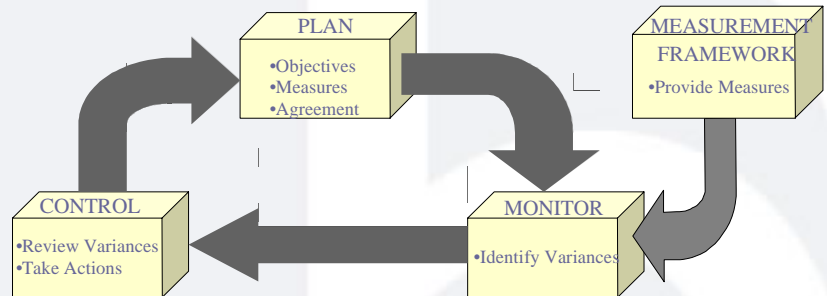 PLAN
•Objectives
•Measures
•Agreement
MEASUREMENT
FRAMEWORK
•Provide Measures
CONTROL
•Review Variances
•Take Actions
MONITOR
•Identify Variances